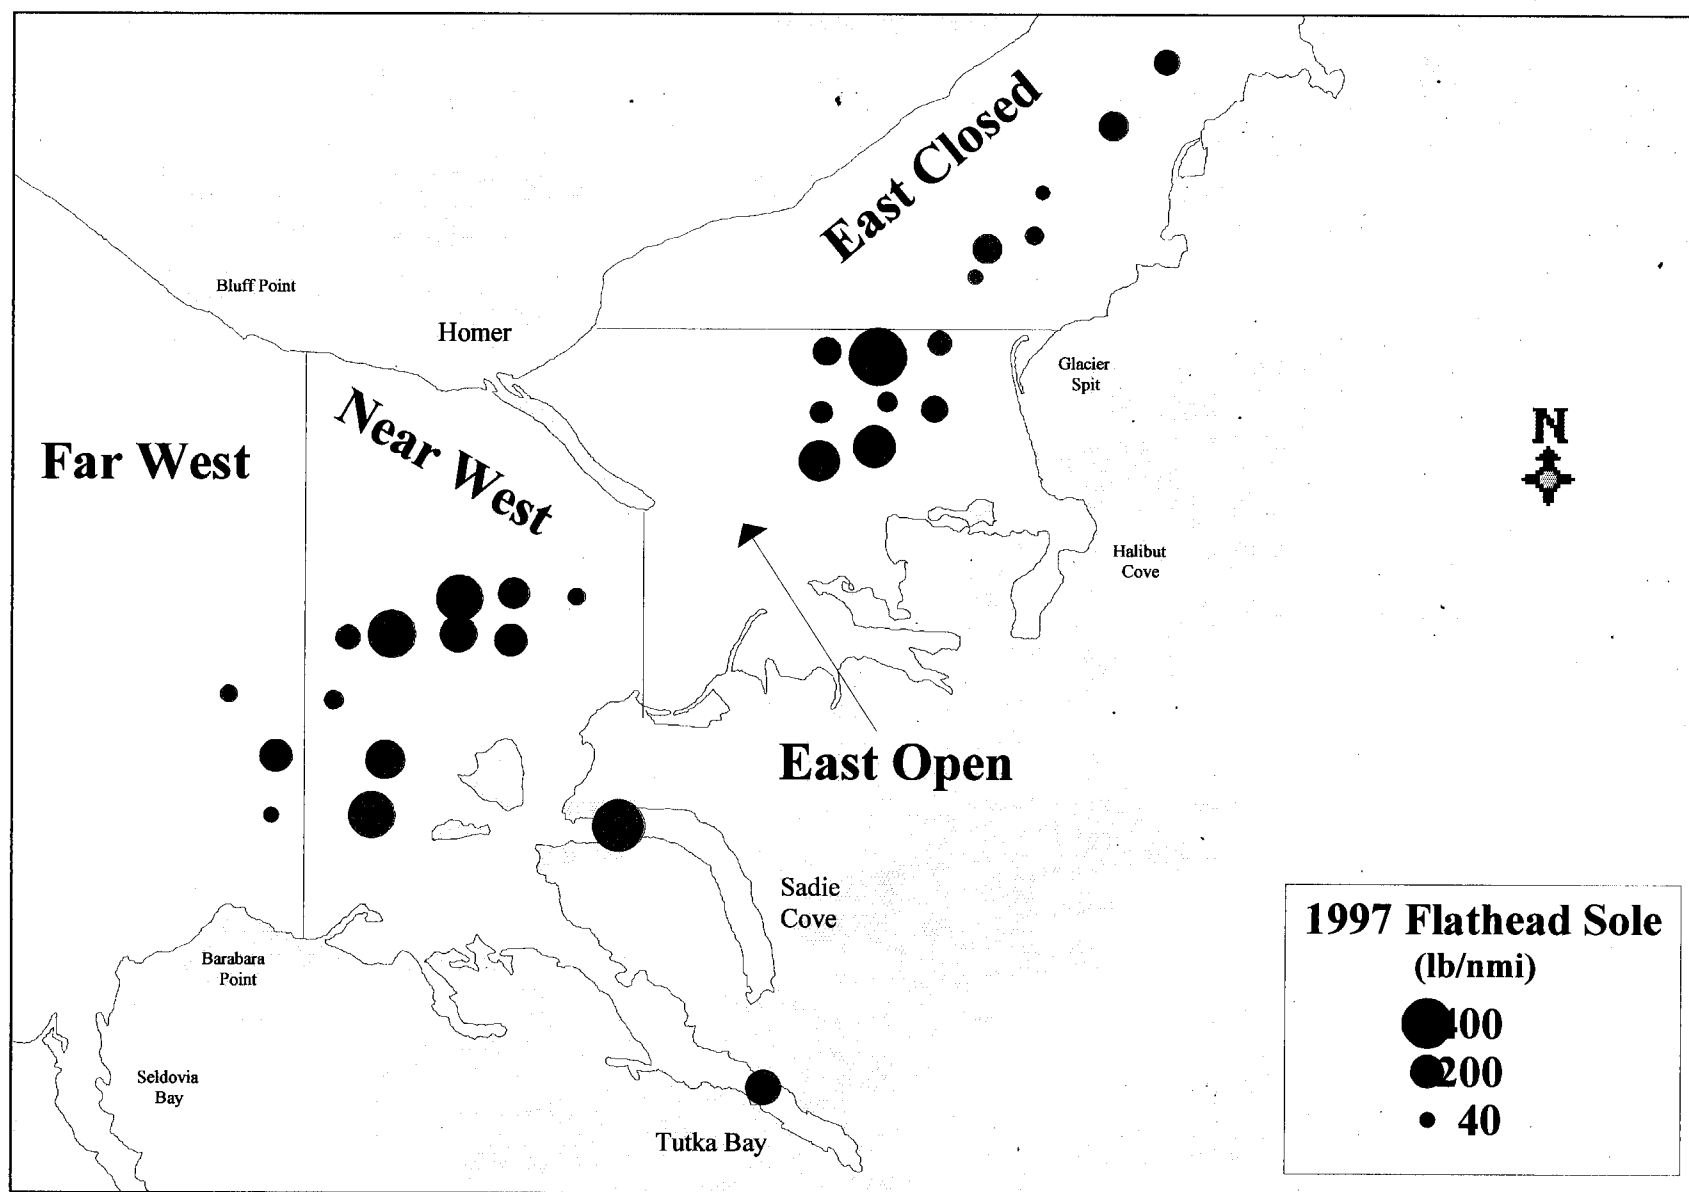 East Closed
Bluff Point
Homer
Glacier
Spit
Near West
Far West
N
Halibut
Cove
East Open
Sadie
Cove
Barabara
Point
Seldovia
Bay
Tutka Bay
1997 Flathead Sole
(lb/nmi)
400
200
40